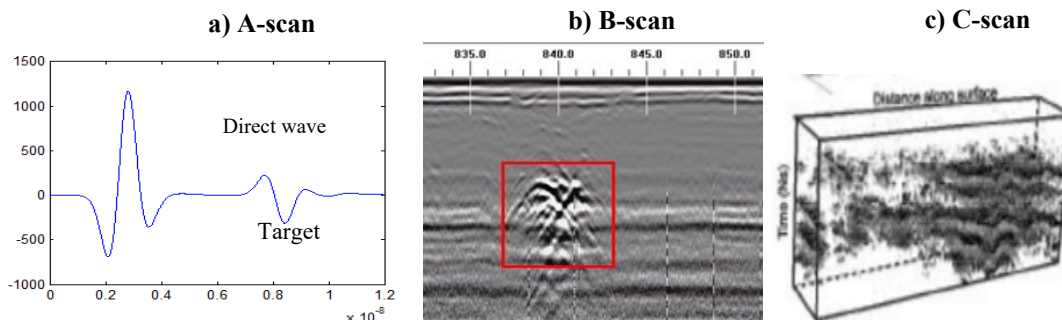 a) A-scan
1500
1000
500
0
-500
-1000
Direct wave
Target
0
0.2
0.4
0.6
0.8
1
1.2
× 10⁻⁸
b) B-scan
835.0
840.0
845.0
850.0
c) C-scan
Distance along surface
Time (ns)